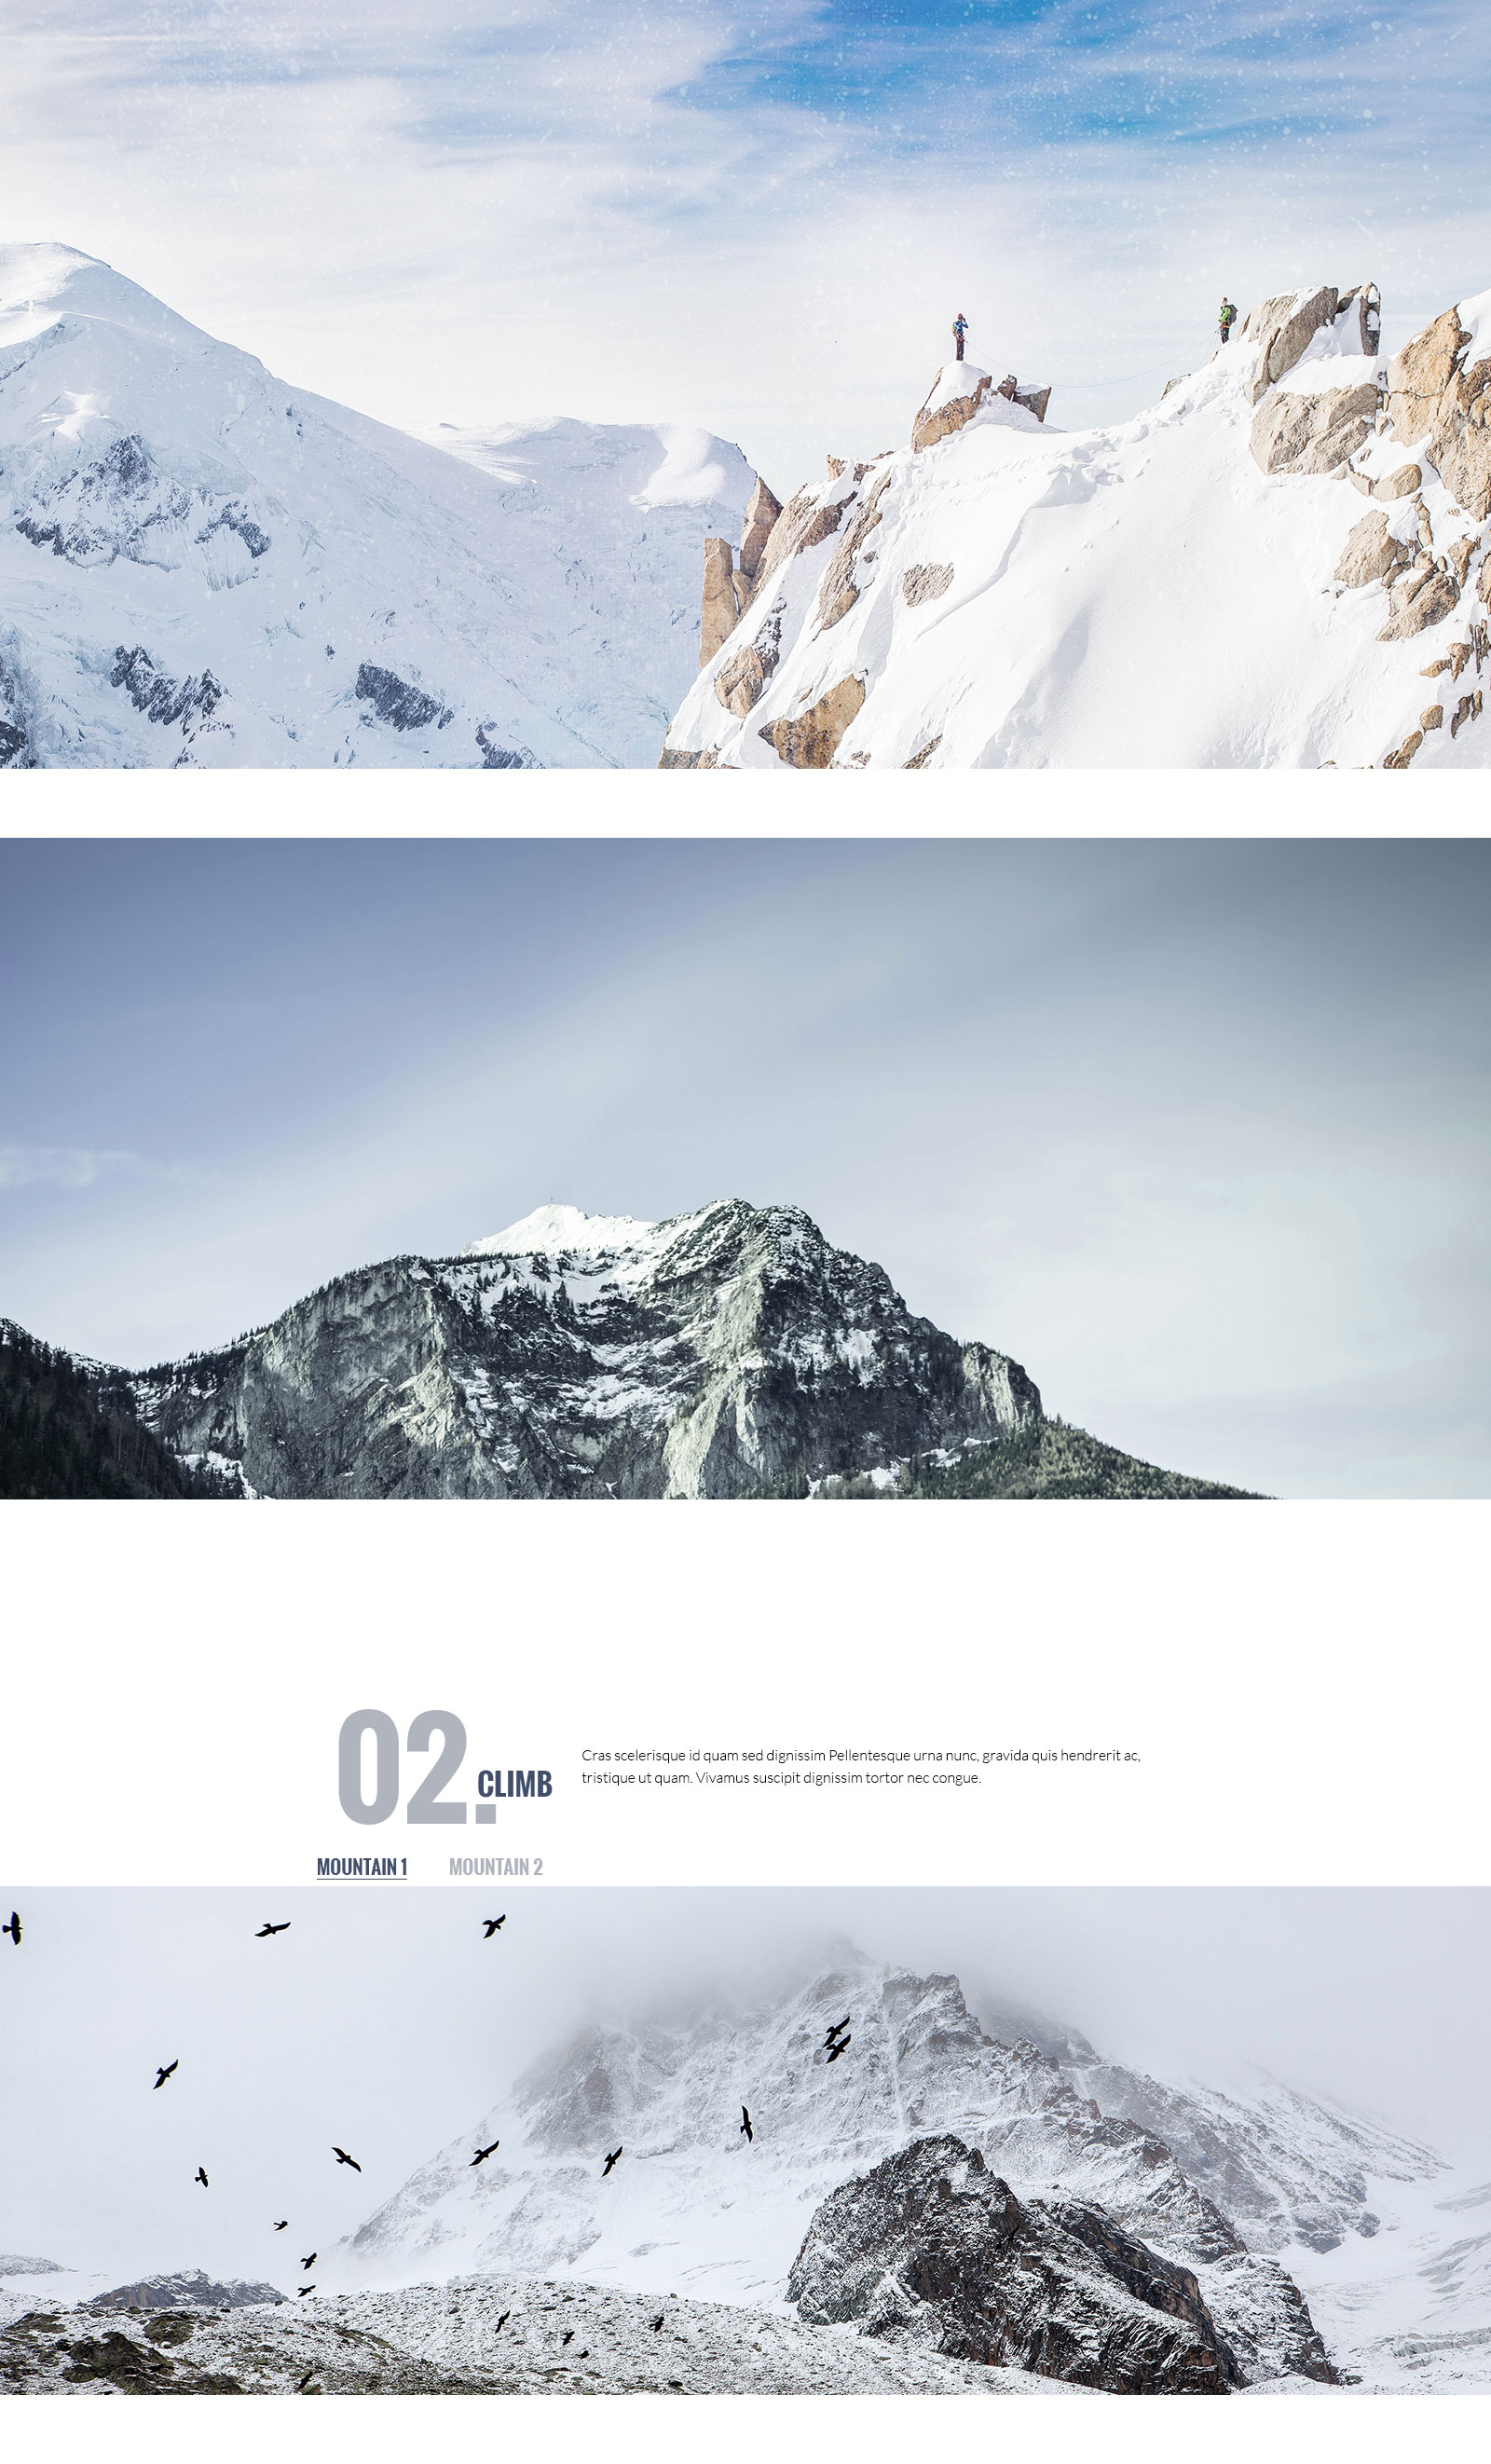 02.
CLIMB
Cras scelerisque id quam sed dignissim Pellentesque urna nunc, gravida quis hendrerit ac,
tristique ut quam. Vivamus suscipit dignissim tortor nec congue.
MOUNTAIN 1 MOUNTAIN 2